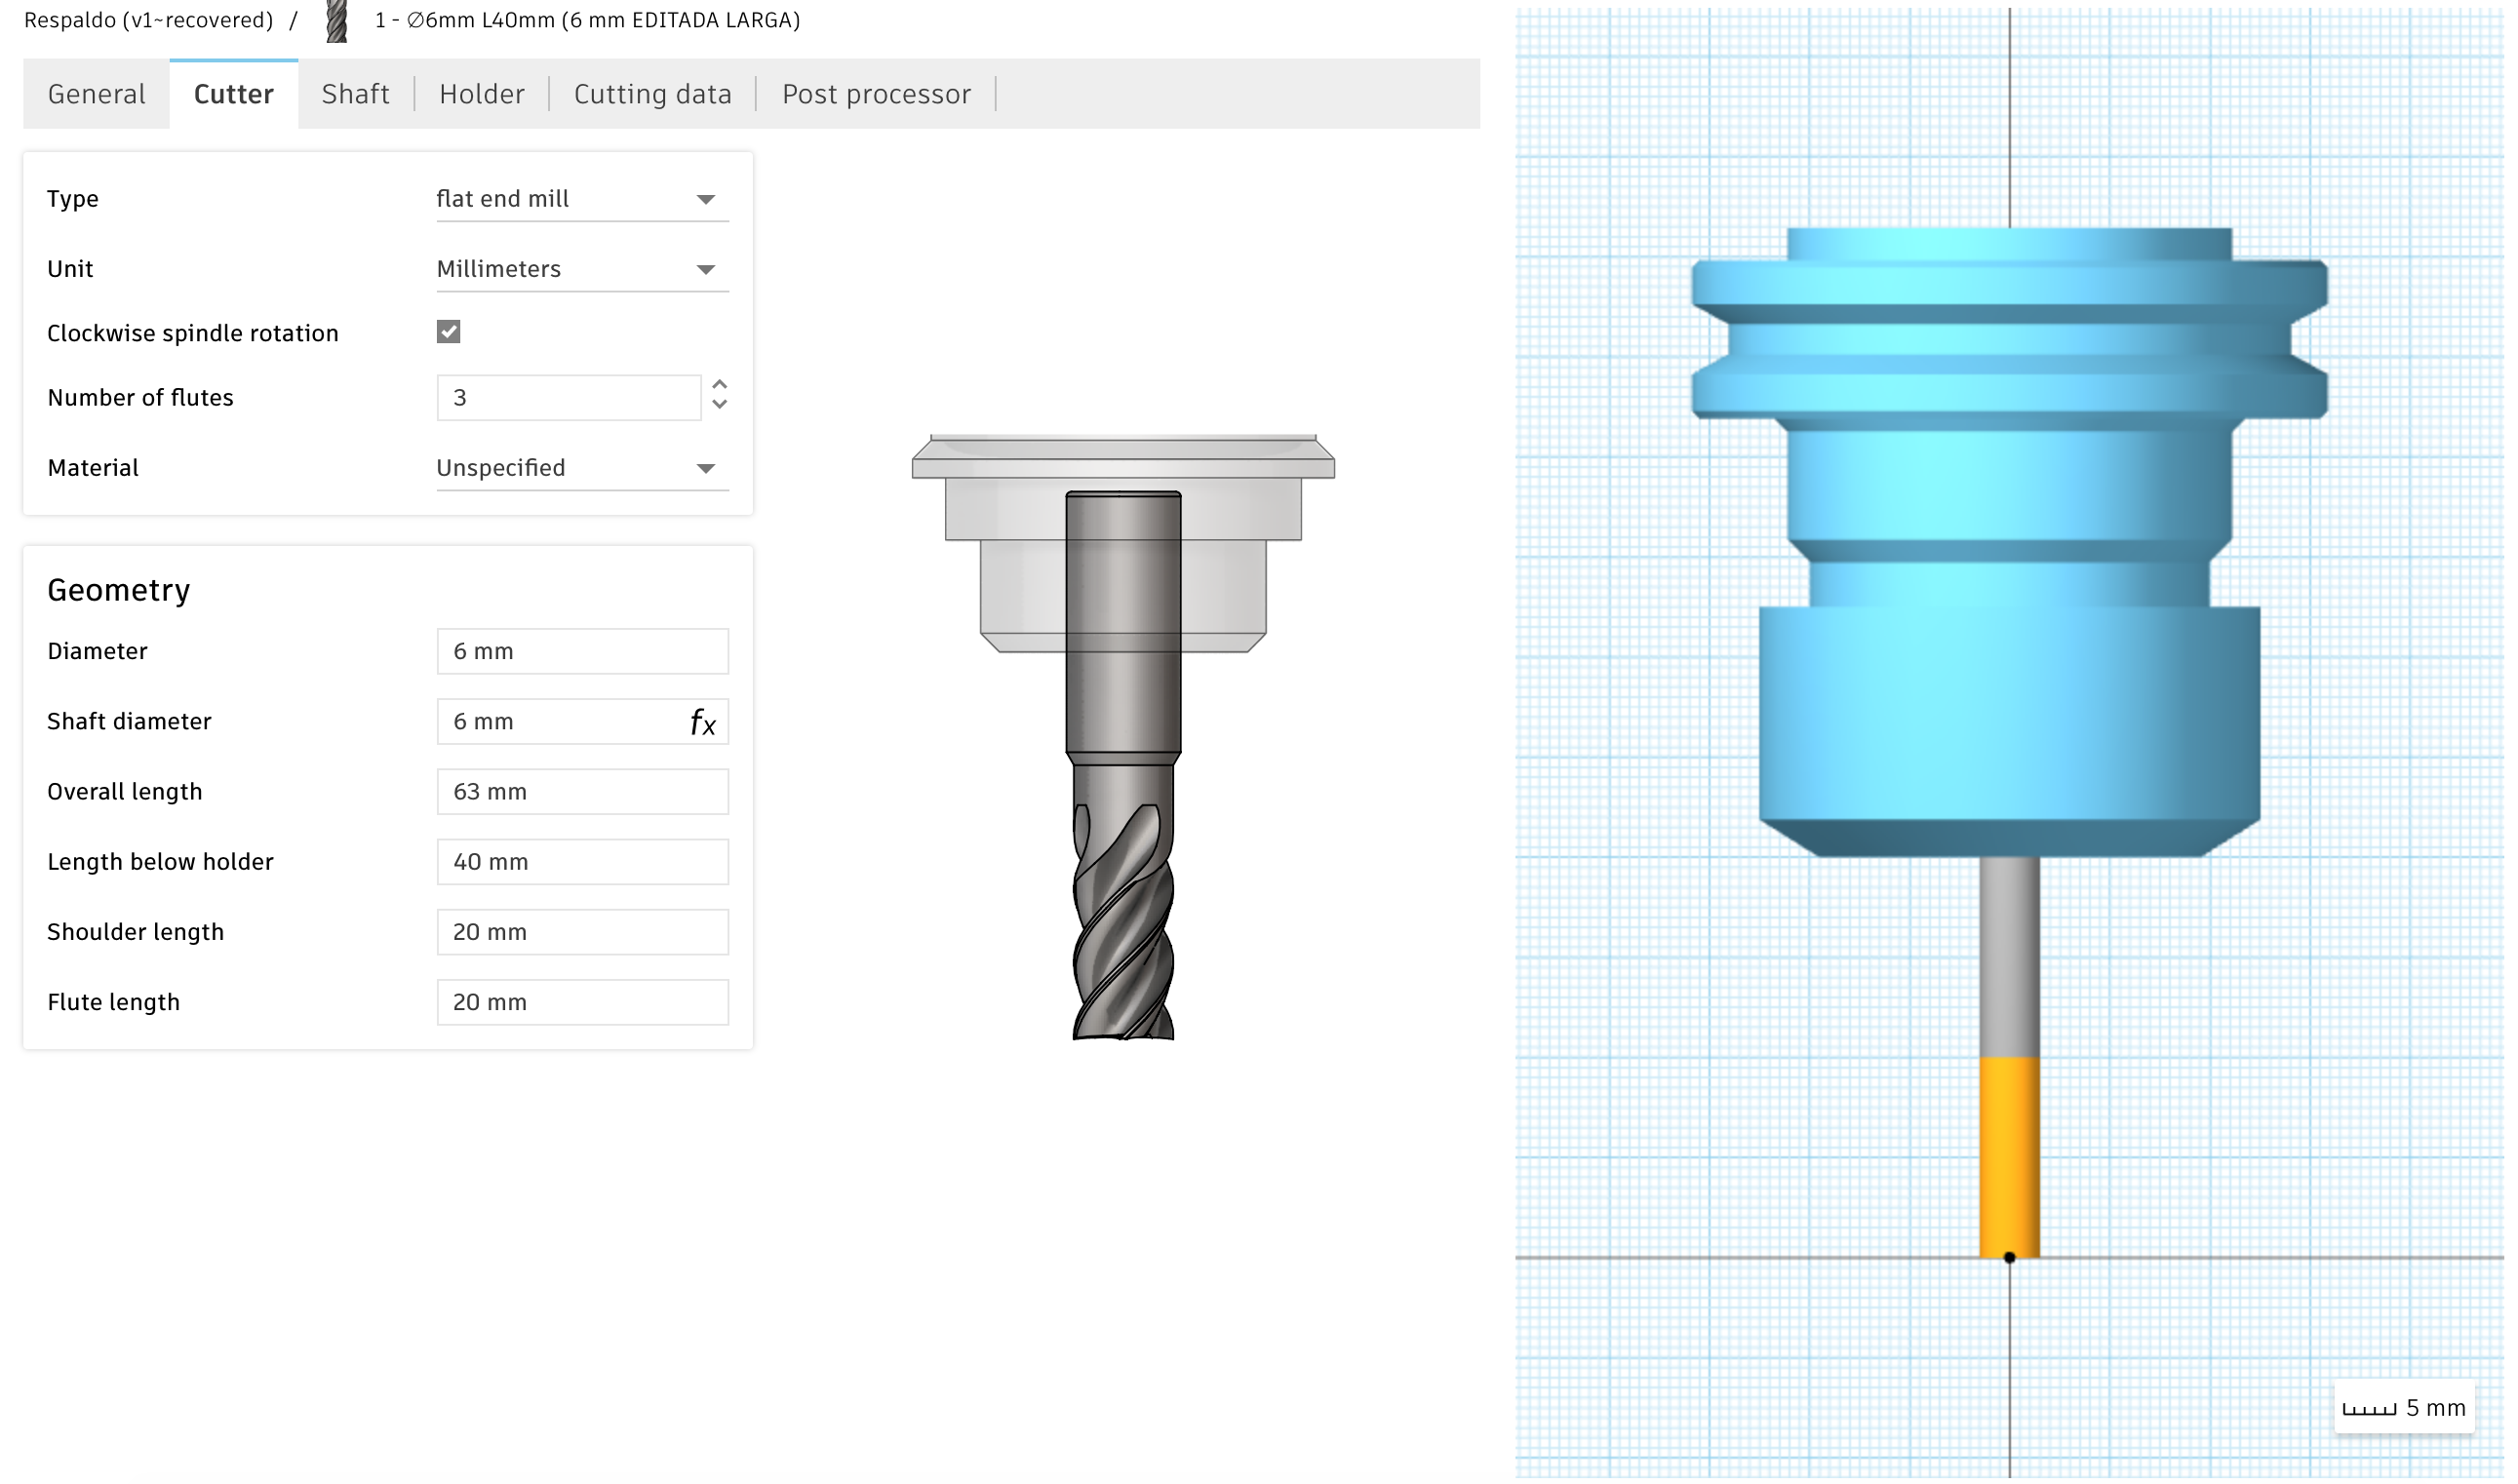 Respaldo (v1~recovered) / 1 - ∅6mm L40mm (6 mm EDITADA LARGA)
General Cutter Shaft Holder Cutting data Post processor
Type flat end mill
Unit Millimeters
Clockwise spindle rotation
Number of flutes 3
Material Unspecified
Geometry
Diameter 6 mm
Shaft diameter 6 mm fx
Overall length 63 mm
Length below holder 40 mm
Shoulder length 20 mm
Flute length 20 mm
5 mm